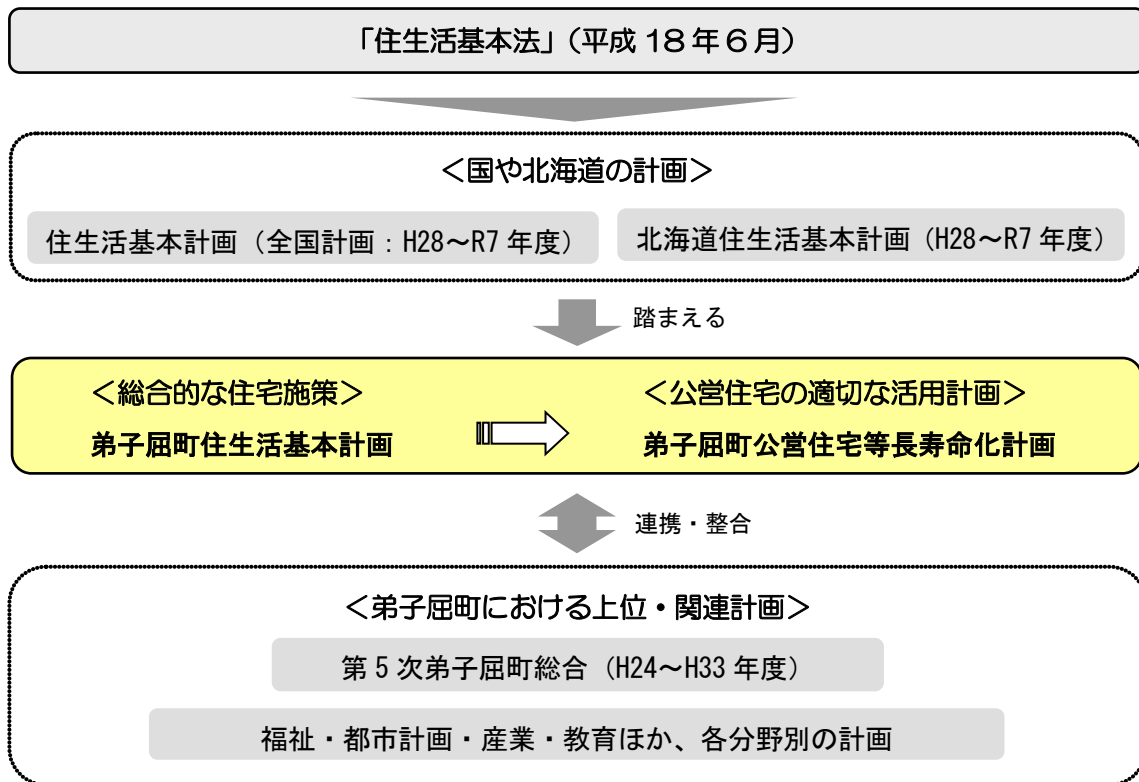 「住生活基本法」（平成 18 年 6 月）
＜国や北海道の計画＞
住生活基本計画（全国計画：H28～R7 年度）
北海道住生活基本計画（H28～R7 年度）
踏まえる
＜総合的な住宅施策＞
弟子屈町住生活基本計画
＜公営住宅の適切な活用計画＞
弟子屈町公営住宅等長寿命化計画
連携・整合
＜弟子屈町における上位・関連計画＞
第 5 次弟子屈町総合（H24～H33 年度）
福祉・都市計画・産業・教育ほか、各分野別の計画